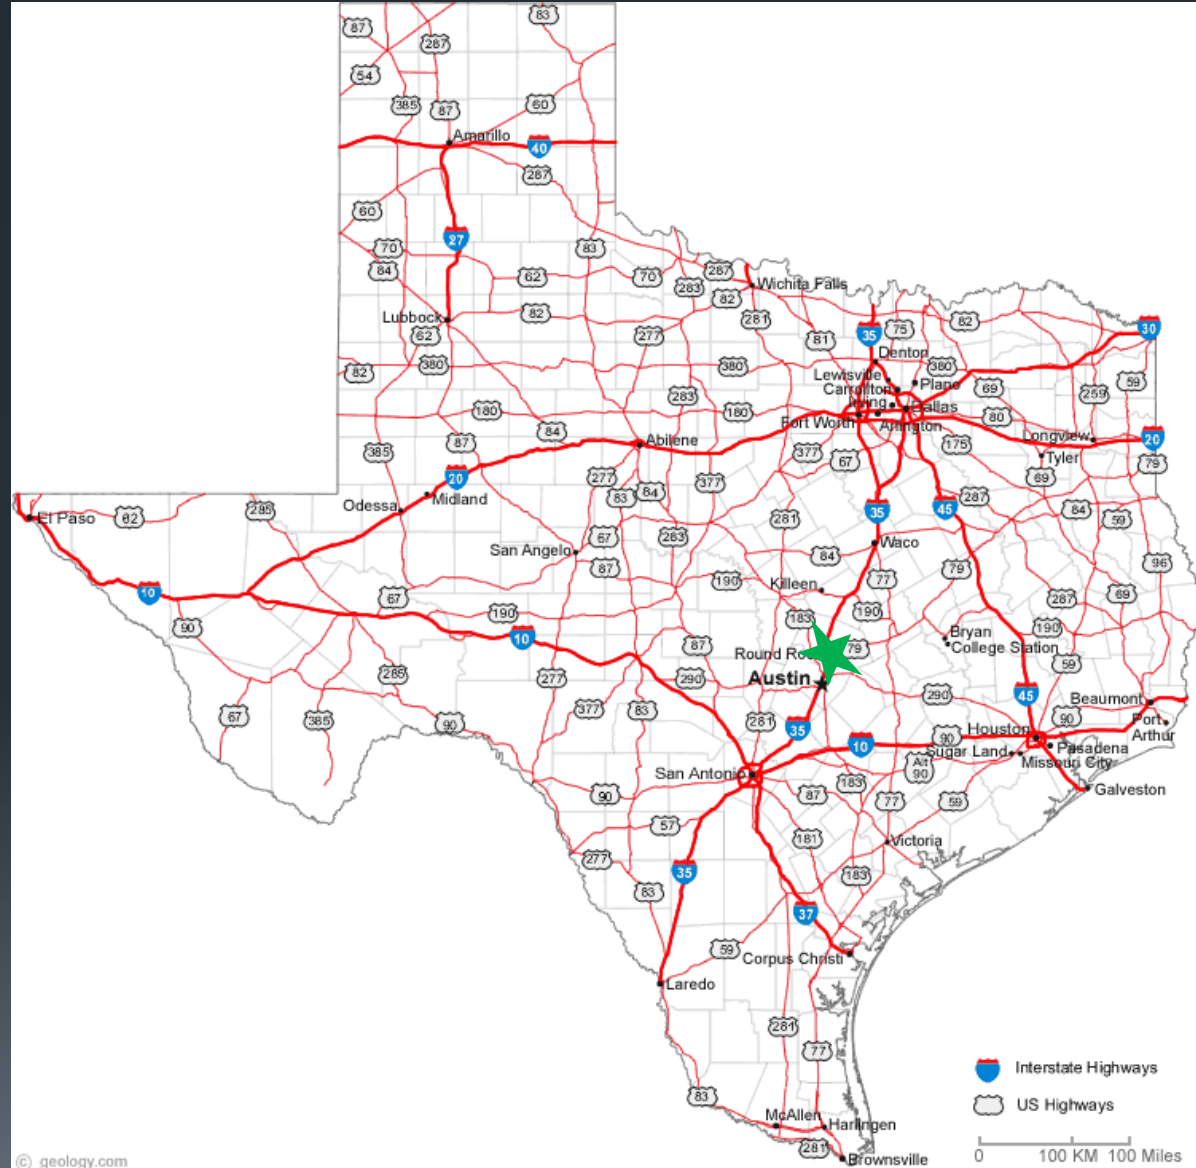 83
87
287
54
385
87
60
Amarillo
40
287
60
27
70
83
84
62
70
287
283
Wichita Falls
82
Lubbock
82
281
62
277
81
35
75
82
30
Denton
82
380
380
Lewisville
380
Carrollton
Plano
69
59
283
259
Irving
180
180
Dallas
80
Fort Worth
Arlington
84
87
Abilene
175
Longview
20
385
377
67
Tyler
79
20
277
83
84
377
69
Midland
287
Odessa
45
84
285
35
59
El Paso
62
281
67
283
Waco
San Angelo
84
96
87
190
Killeen
77
79
10
67
287
69
190
190
183
190
90
10
Bryan
87
79
College Station
Round
59
285
277
290
Austin
290
45
Beaumont
67
385
90
377
83
281
35
90
Port
Arthur
10
90
Houston
Pasadena
Sugar Land
Missouri City
San Antonio
Alt
90
183
90
87
77
59
Galveston
57
181
Victoria
277
35
183
83
37
59
Corpus Christi
Laredo
281
77
Interstate Highways
83
US Highways
McAllen
Harlingen
281
0
100 KM
100 Miles
Brownsville
© geology.com